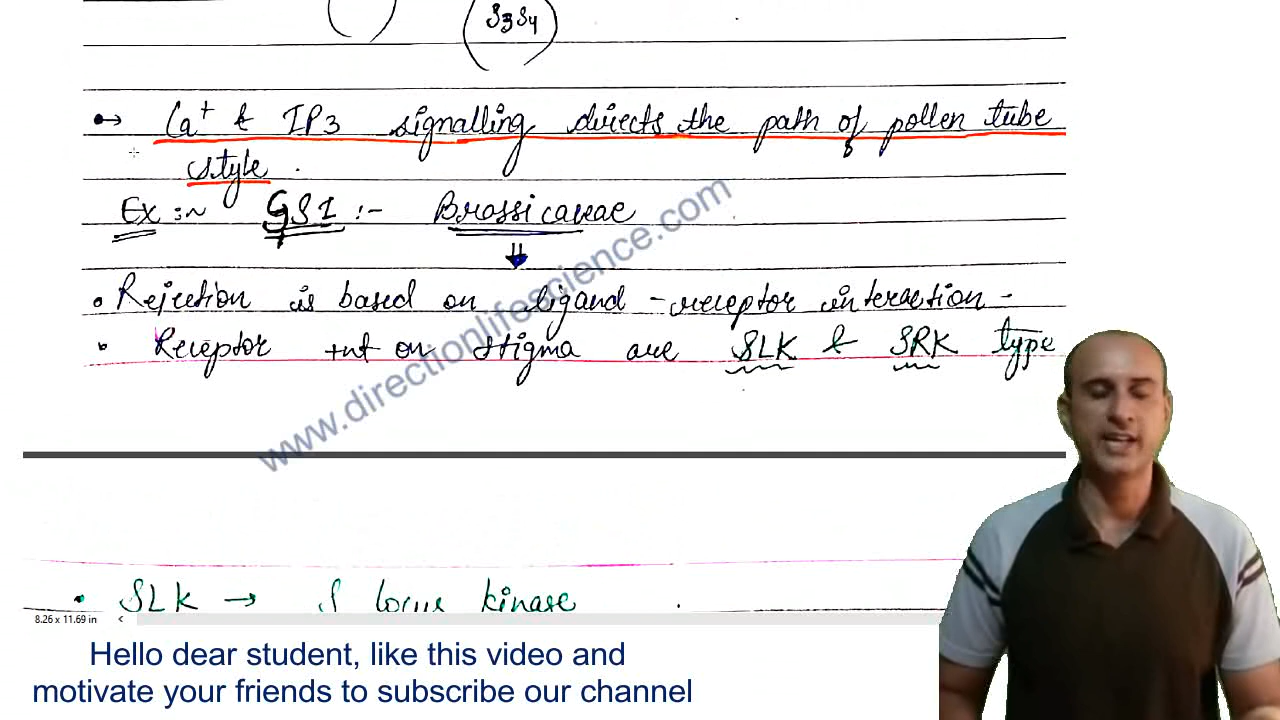 S3S4
Ca+ & IP3 signalling directs the path of pollen tube
style .
Ex :~ GSI :- Brassicaceae
• Rejection is based on ligand - receptor interaction -
• Receptor +nt on stigma are SLK & SRK type
www.directionlifescience.com
• SLK → S locus kinase
8.26 x 11.69 in
Hello dear student, like this video and
motivate your friends to subscribe our channel